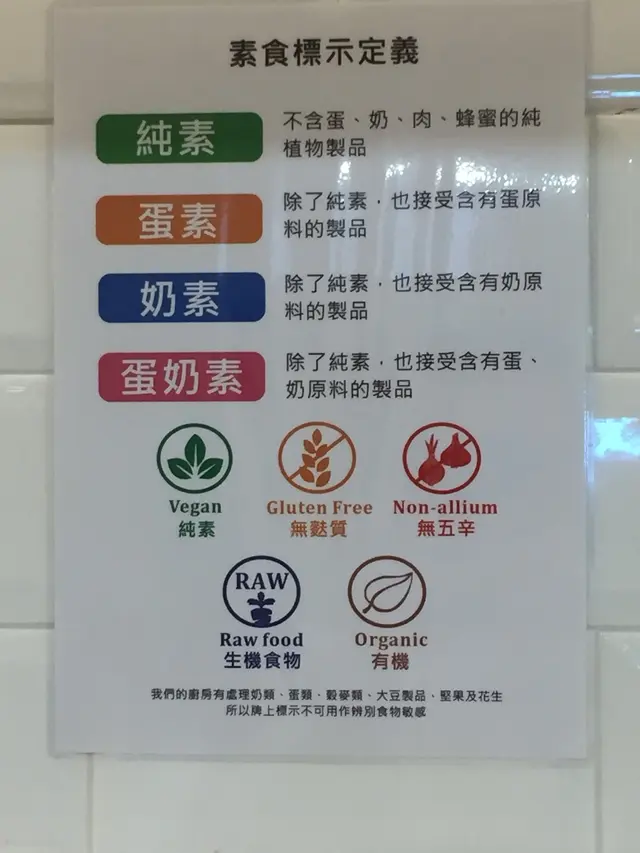 素食標示定義
純素
不含蛋、奶、肉、蜂蜜的純
植物製品
蛋素
除了純素，也接受含有蛋原
料的製品
奶素
除了純素，也接受含有奶原
料的製品
蛋奶素
除了純素，也接受含有蛋、
奶原料的製品
Vegan
純素
Gluten Free
無麩質
Non-allium
無五辛
RAW
Raw food
生機食物
Organic
有機
我們的廚房有處理奶類、蛋類、穀麥類、大豆製品、堅果及花生
所以牌上標示不可用作辨別食物敏感